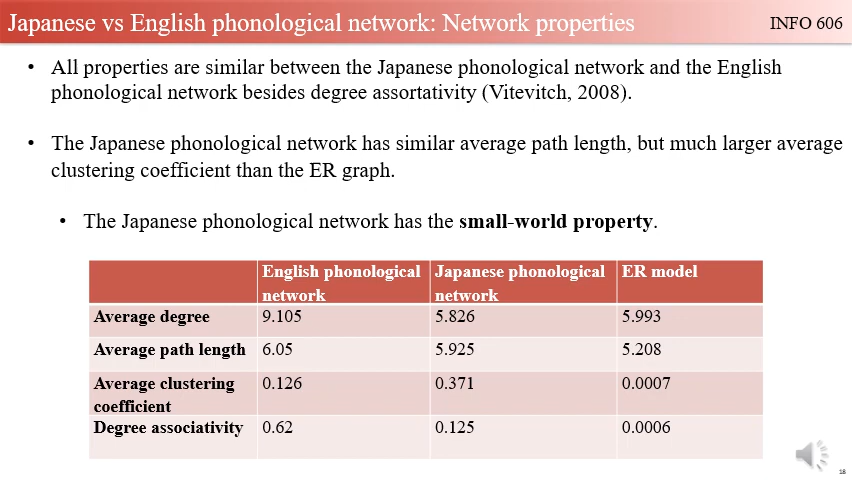 Japanese vs English phonological network: Network properties
INFO 606
• All properties are similar between the Japanese phonological network and the English
phonological network besides degree assortativity (Vitevitch, 2008).
• The Japanese phonological network has similar average path length, but much larger average
clustering coefficient than the ER graph.
• The Japanese phonological network has the small-world property.
English phonological network Japanese phonological network ER model
Average degree 9.105 5.826 5.993
Average path length 6.05 5.925 5.208
Average clustering coefficient 0.126 0.371 0.0007
Degree associativity 0.62 0.125 0.0006
18